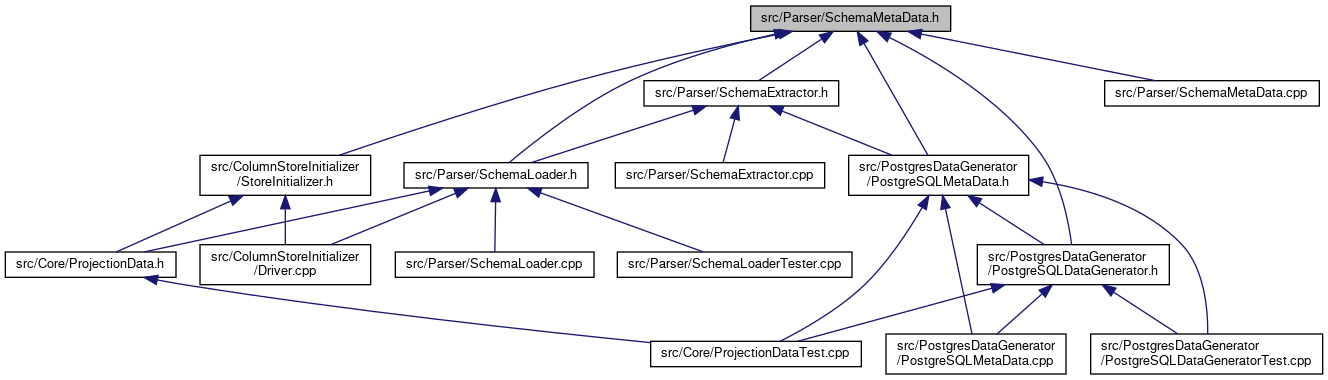 src/Parser/SchemaMetaData.h
src/Parser/SchemaExtractor.h
src/Parser/SchemaMetaData.cpp
src/ColumnStoreInitializer
/StoreInitializer.h
src/Parser/SchemaLoader.h
src/Parser/SchemaExtractor.cpp
src/PostgresDataGenerator
/PostgreSQLMetaData.h
src/Core/ProjectionData.h
src/ColumnStoreInitializer
/Driver.cpp
src/Parser/SchemaLoader.cpp
src/Parser/SchemaLoaderTester.cpp
src/PostgresDataGenerator
/PostgreSQLDataGenerator.h
src/Core/ProjectionDataTest.cpp
src/PostgresDataGenerator
/PostgreSQLMetaData.cpp
src/PostgresDataGenerator
/PostgreSQLDataGeneratorTest.cpp